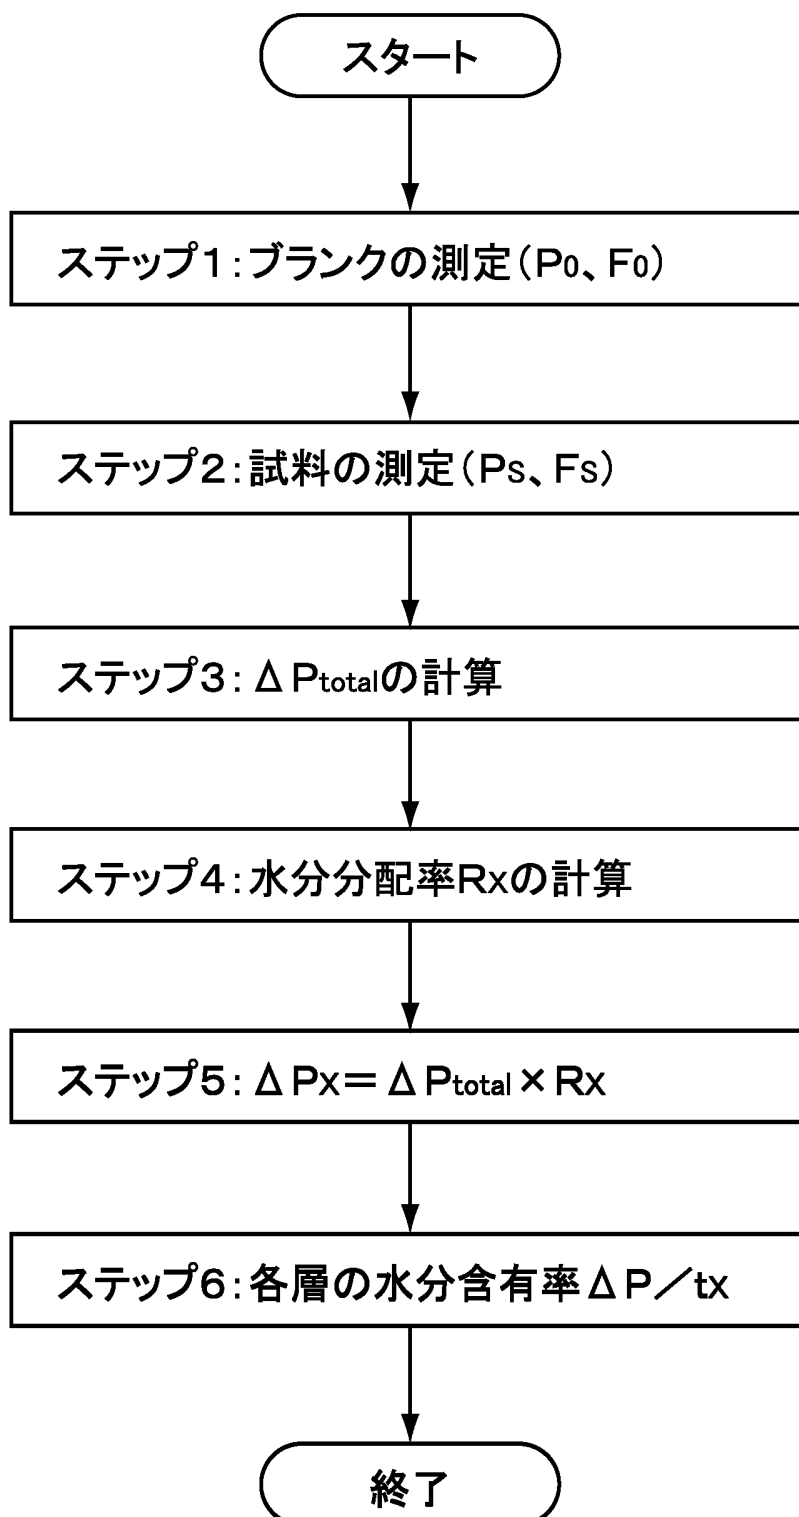 スタート
ステップ1:ブランクの測定(P0、F0)
ステップ2:試料の測定(PS、FS)
ステップ3:ΔPtotalの計算
ステップ4:水分分配率RXの計算
ステップ5:ΔPX=ΔPtotal×RX
ステップ6:各層の水分含有率ΔP/tX
終了